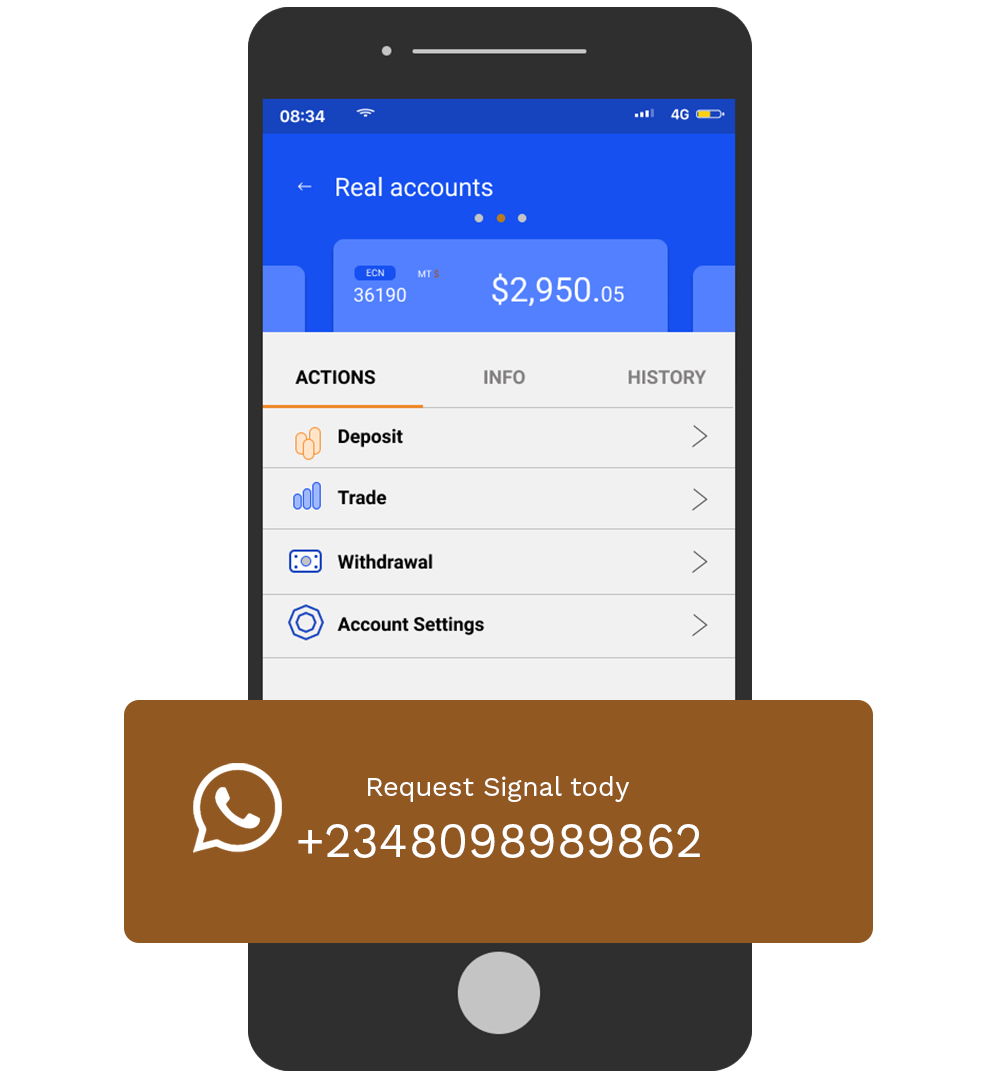 08:34 4G
← Real accounts
ECN MT $
36190 $2,950.05
ACTIONS INFO HISTORY
Deposit
Trade
Withdrawal
Account Settings
Request Signal tody
+2348098989862